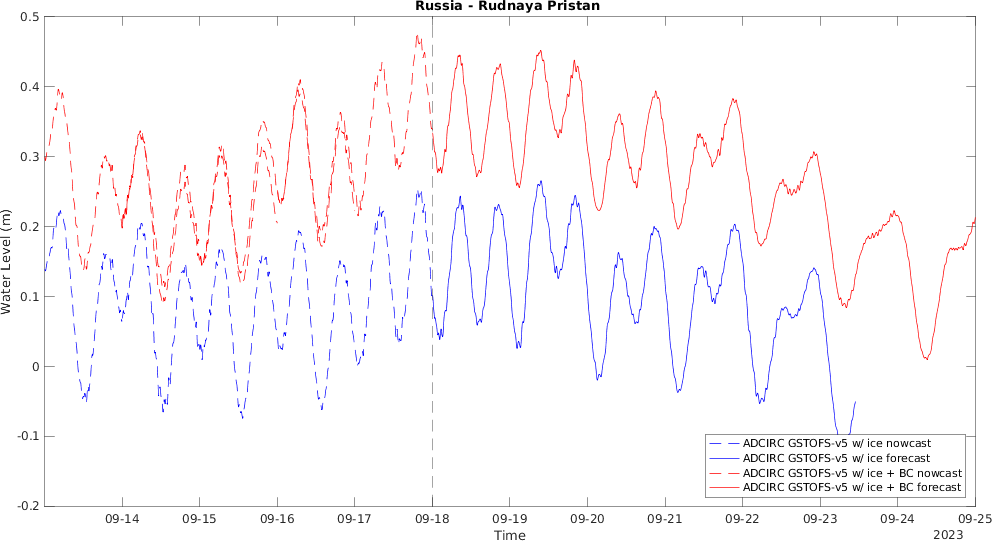 Russia - Rudnaya Pristan
0.5
0.4
0.3
0.2
0.1
0
-0.1
-0.2
Water Level (m)
ADCIRC GSTOFS-v5 w/ ice nowcast
ADCIRC GSTOFS-v5 w/ ice forecast
ADCIRC GSTOFS-v5 w/ ice + BC nowcast
ADCIRC GSTOFS-v5 w/ ice + BC forecast
09-14 09-15 09-16 09-17 09-18 09-19 09-20 09-21 09-22 09-23 09-24 09-25
Time
2023